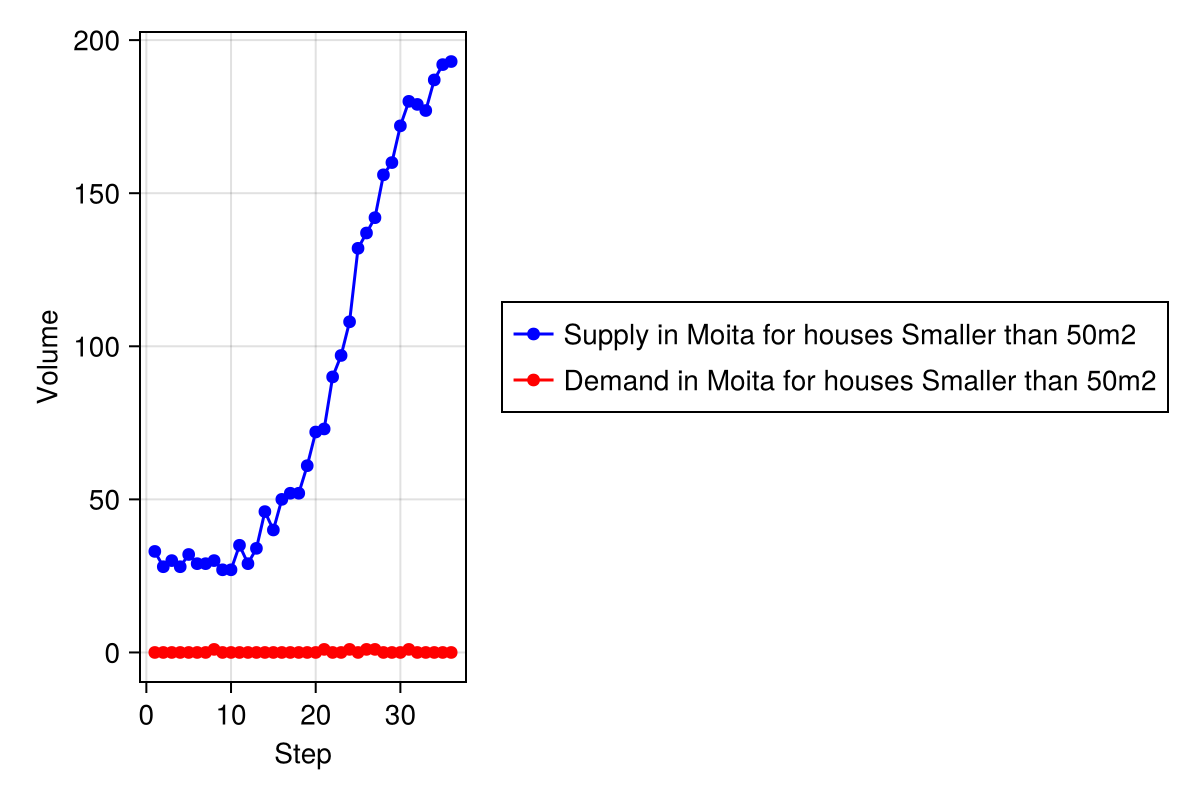 200
150
100
50
0
Volume
0 10 20 30
Step
Supply in Moita for houses Smaller than 50m2
Demand in Moita for houses Smaller than 50m2